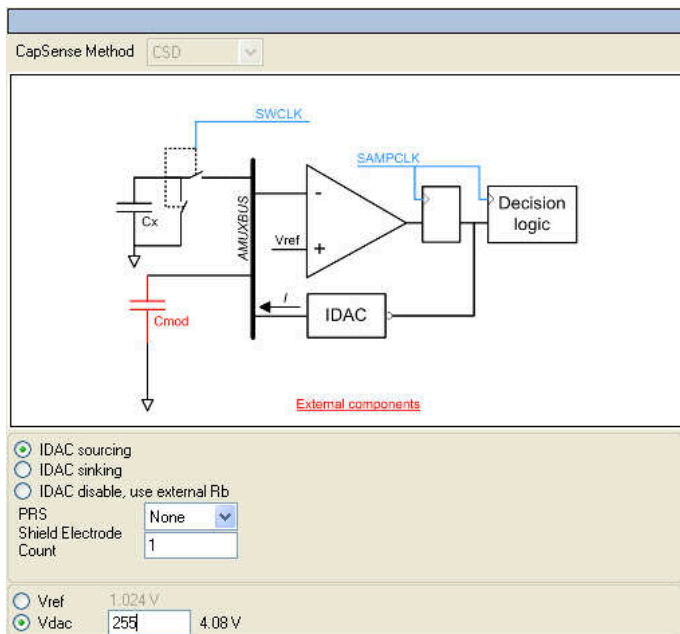 CapSense Method CSD
SWCLK
SAMPCLK
Cx
AMUXBUS
-
Vref
+
Decision
logic
I
IDAC
Cmod
External components
IDAC sourcing
IDAC sinking
IDAC disable, use external Rb
PRS None
Shield Electrode
Count 1
Vref 1.024 V
Vdac 255 4.08 V